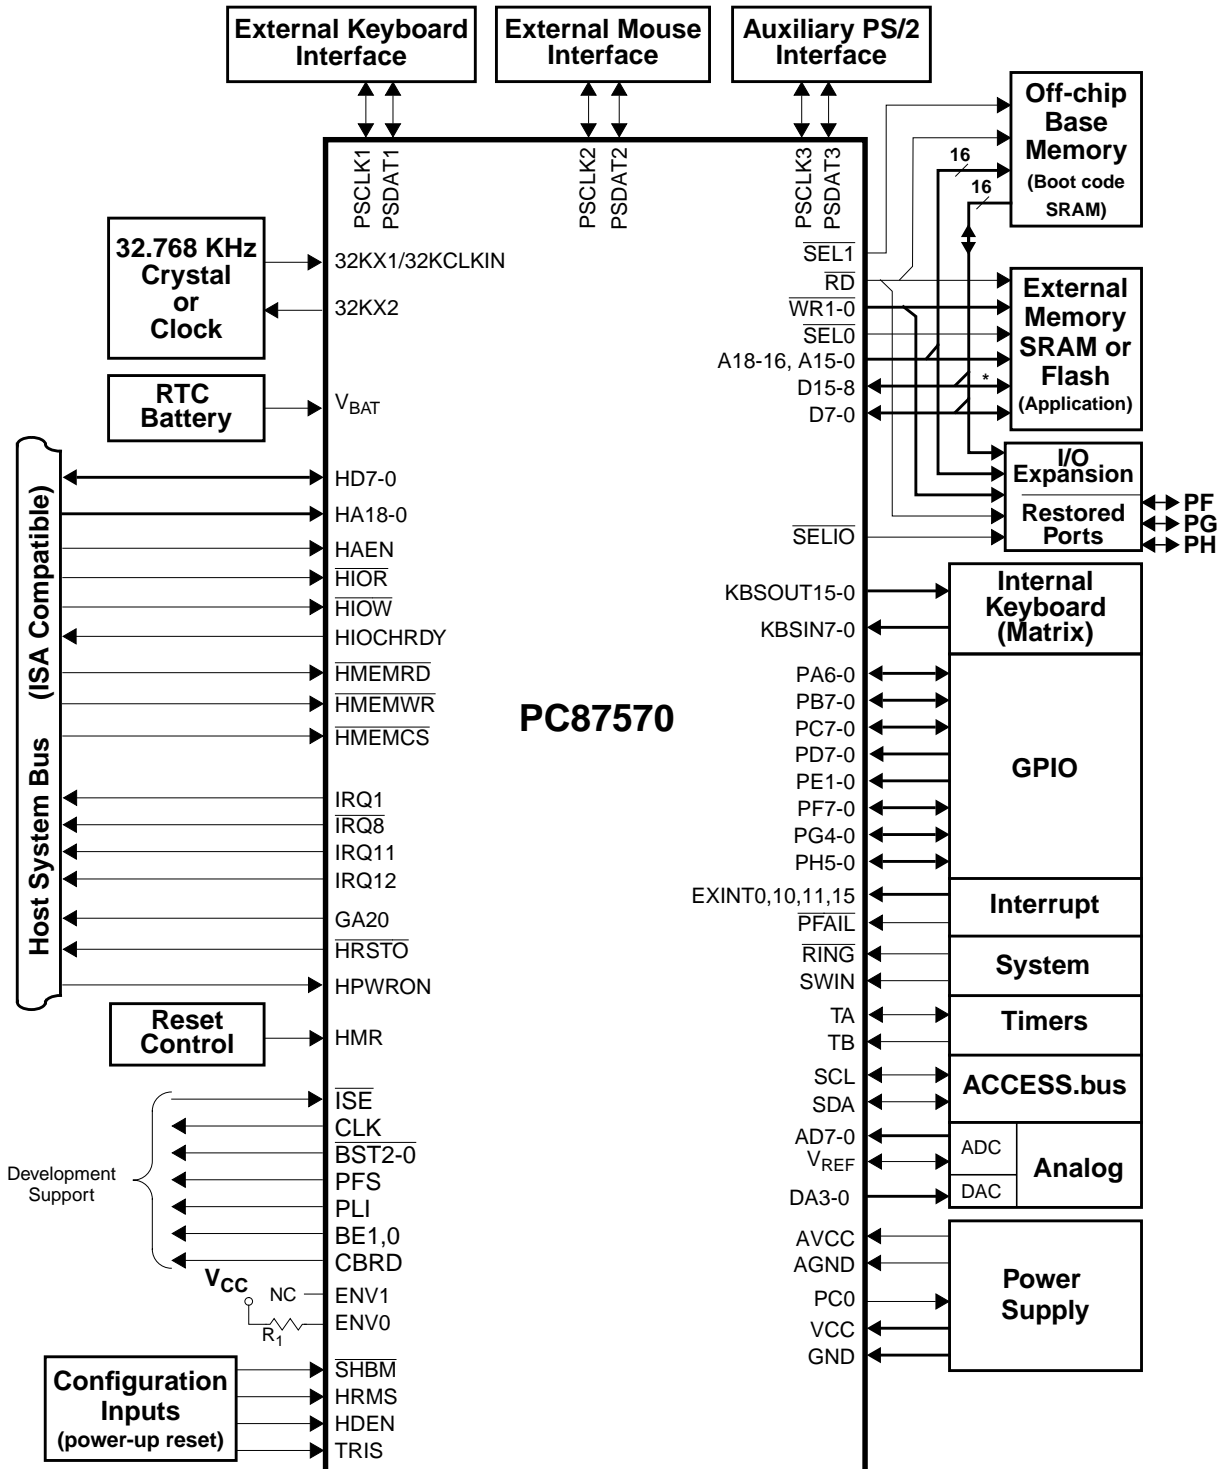 External Keyboard
Interface
External Mouse
Interface
Auxiliary PS/2
Interface
PSCLK1
PSDAT1
PSCLK2
PSDAT2
PSCLK3
PSDAT3
Off-chip
Base
Memory
(Boot code
SRAM)
16
16
32.768 KHz
Crystal
or
Clock
32KX1/32KCLKIN
32KX2
RTC
Battery
VBAT
SEL1
RD
WR1-0
SEL0
A18-16, A15-0
D15-8
*
D7-0
External
Memory
SRAM or
Flash
(Application)
I/O
Expansion
Restored
Ports
PF
PG
PH
SELIO
Host System Bus (ISA Compatible)
HD7-0
HA18-0
HAEN
HIOR
HIOW
HIOCHRDY
HMEMRD
HMEMWR
HMEMCS
IRQ1
IRQ8
IRQ11
IRQ12
GA20
HRSTO
HPWRON
PC87570
KBSOUT15-0
KBSIN7-0
Internal
Keyboard
(Matrix)
PA6-0
PB7-0
PC7-0
PD7-0
PE1-0
PF7-0
PG4-0
PH5-0
GPIO
EXINT0,10,11,15
PFAIL
Interrupt
RING
SWIN
System
TA
TB
Timers
SCL
SDA
ACCESS.bus
AD7-0
VREF
DA3-0
ADC
DAC
Analog
AVCC
AGND
PC0
VCC
GND
Power
Supply
Reset
Control
HMR
Development
Support
ISE
CLK
BST2-0
PFS
PLI
BE1,0
CBRD
VCC
NC
ENV1
R1
ENV0
Configuration
Inputs
(power-up reset)
SHBM
HRMS
HDEN
TRIS